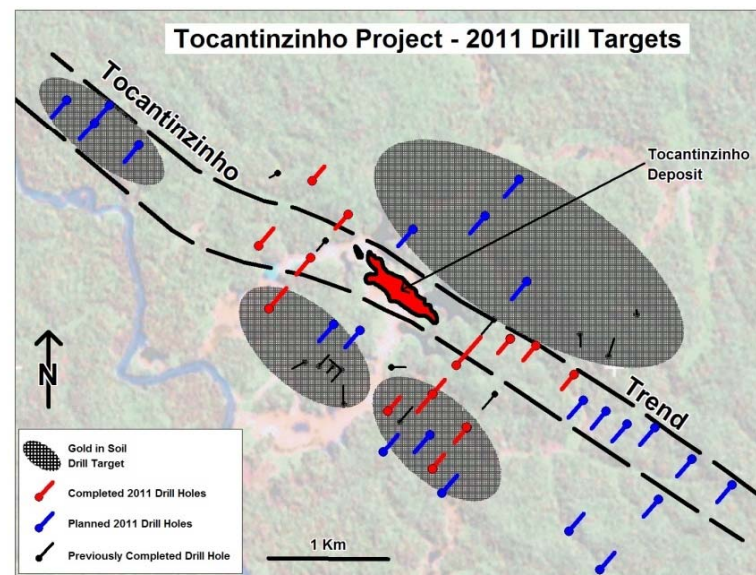 Tocantinzinho Project - 2011 Drill Targets
Tocantinzinho
Tocantinzinho
Deposit
N
Trend
Gold in Soil
Drill Target
Completed 2011 Drill Holes
Planned 2011 Drill Holes
Previously Completed Drill Hole
1 Km